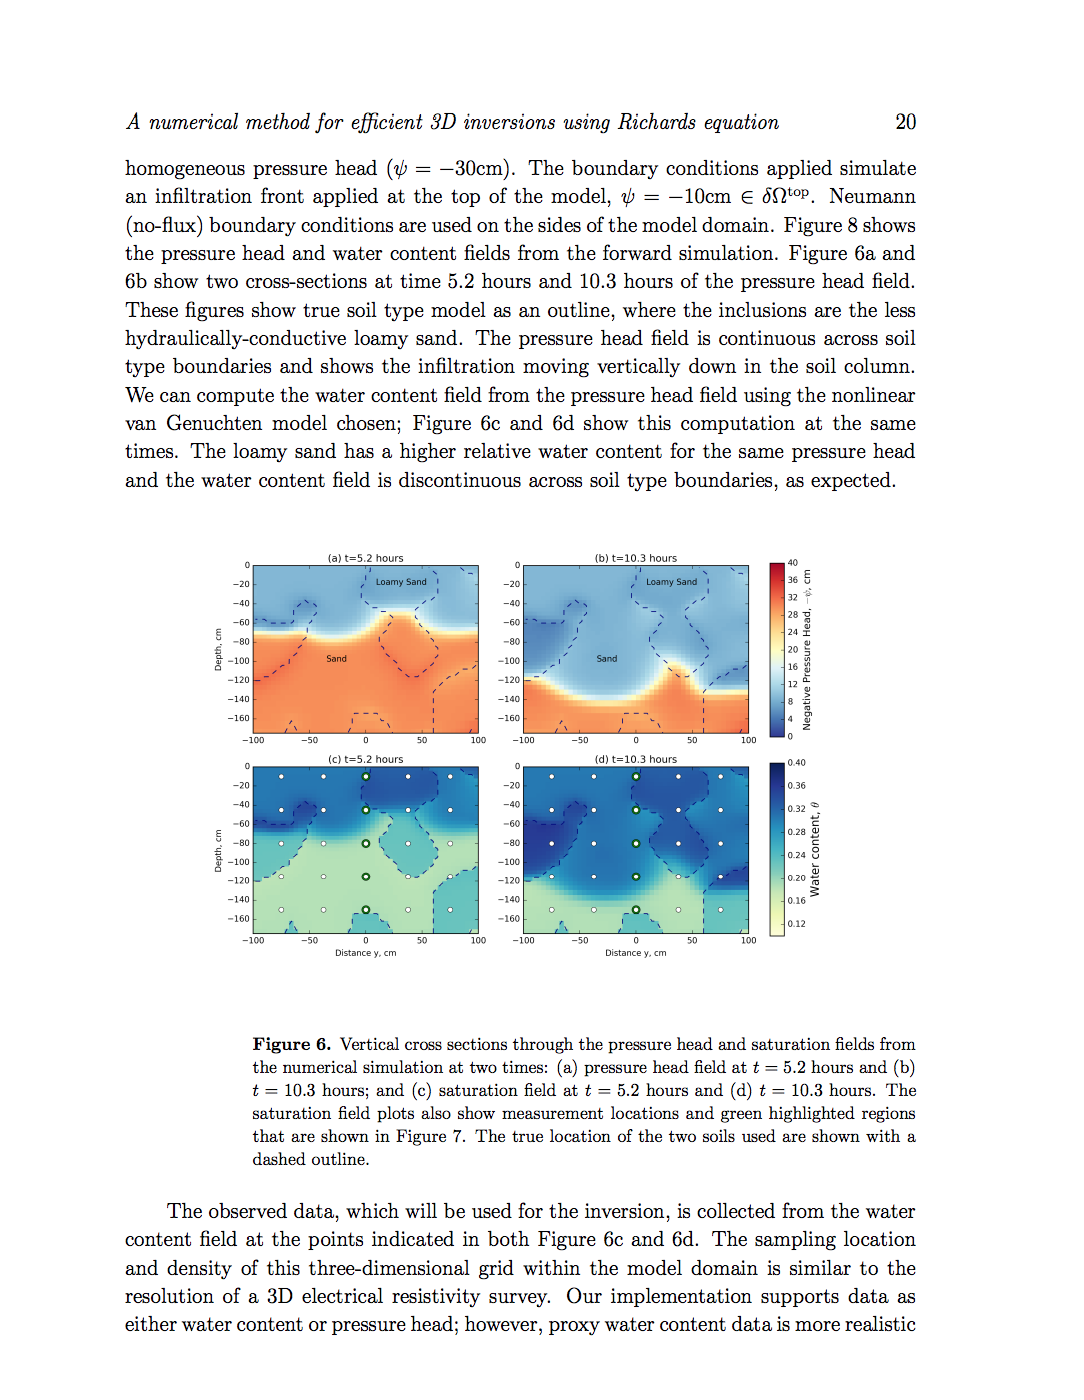 A numerical method for efficient 3D inversions using Richards equation 20
homogeneous pressure head (ψ = −30cm). The boundary conditions applied simulate
an infiltration front applied at the top of the model, ψ = −10cm ∈ δΩ^top. Neumann
(no-flux) boundary conditions are used on the sides of the model domain. Figure 8 shows
the pressure head and water content fields from the forward simulation. Figure 6a and
6b show two cross-sections at time 5.2 hours and 10.3 hours of the pressure head field.
These figures show true soil type model as an outline, where the inclusions are the less
hydraulically-conductive loamy sand. The pressure head field is continuous across soil
type boundaries and shows the infiltration moving vertically down in the soil column.
We can compute the water content field from the pressure head field using the nonlinear
van Genuchten model chosen; Figure 6c and 6d show this computation at the same
times. The loamy sand has a higher relative water content for the same pressure head
and the water content field is discontinuous across soil type boundaries, as expected.
(a) t=5.2 hours
0
−20
−40
−60
−80
−100
−120
−140
−160
Depth, cm
Loamy Sand
Sand
−100 −50 0 50 100
(b) t=10.3 hours
0
−20
−40
−60
−80
−100
−120
−140
−160
Loamy Sand
Sand
−100 −50 0 50 100
40
36
32
28
24
20
16
12
8
4
0
Negative Pressure Head, −ψ, cm
(c) t=5.2 hours
0
−20
−40
−60
−80
−100
−120
−140
−160
Depth, cm
−100 −50 0 50 100
Distance y, cm
(d) t=10.3 hours
0
−20
−40
−60
−80
−100
−120
−140
−160
−100 −50 0 50 100
Distance y, cm
0.40
0.36
0.32
0.28
0.24
0.20
0.16
0.12
Water content, θ
Figure 6. Vertical cross sections through the pressure head and saturation fields from
the numerical simulation at two times: (a) pressure head field at t = 5.2 hours and (b)
t = 10.3 hours; and (c) saturation field at t = 5.2 hours and (d) t = 10.3 hours. The
saturation field plots also show measurement locations and green highlighted regions
that are shown in Figure 7. The true location of the two soils used are shown with a
dashed outline.
The observed data, which will be used for the inversion, is collected from the water
content field at the points indicated in both Figure 6c and 6d. The sampling location
and density of this three-dimensional grid within the model domain is similar to the
resolution of a 3D electrical resistivity survey. Our implementation supports data as
either water content or pressure head; however, proxy water content data is more realistic